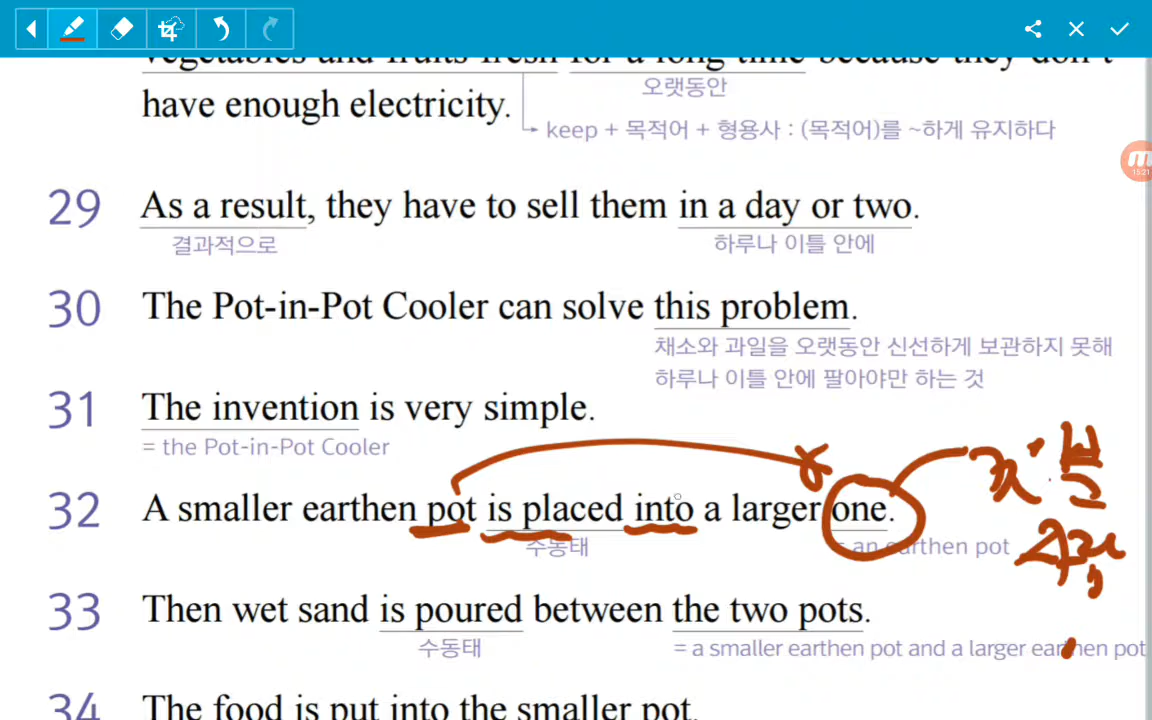 vegetables and fruits fresh for a long time because they don't
오랫동안
have enough electricity.
keep + 목적어 + 형용사 : (목적어)를 ~하게 유지하다
15:21
29 As a result, they have to sell them in a day or two.
결과적으로 하루나 이틀 안에
30 The Pot-in-Pot Cooler can solve this problem.
채소와 과일을 오랫동안 신선하게 보관하지 못해
하루나 이틀 안에 팔아야만 하는 것
31 The invention is very simple.
= the Pot-in-Pot Cooler
32 A smaller earthen pot is placed into a larger one.
수동태 = an earthen pot
33 Then wet sand is poured between the two pots.
수동태 = a smaller earthen pot and a larger earthen pot
34 The food is put into the smaller pot.